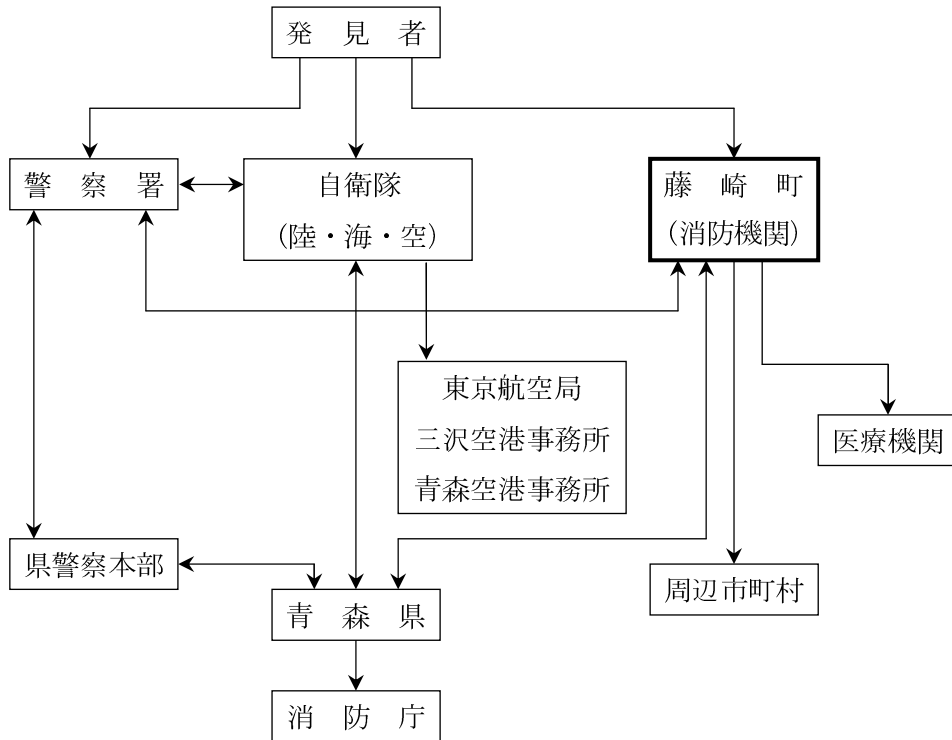 発見者
警察署
自衛隊
(陸・海・空)
藤崎町
(消防機関)
東京航空局
三沢空港事務所
青森空港事務所
医療機関
県警察本部
周辺市町村
青森県
消防庁